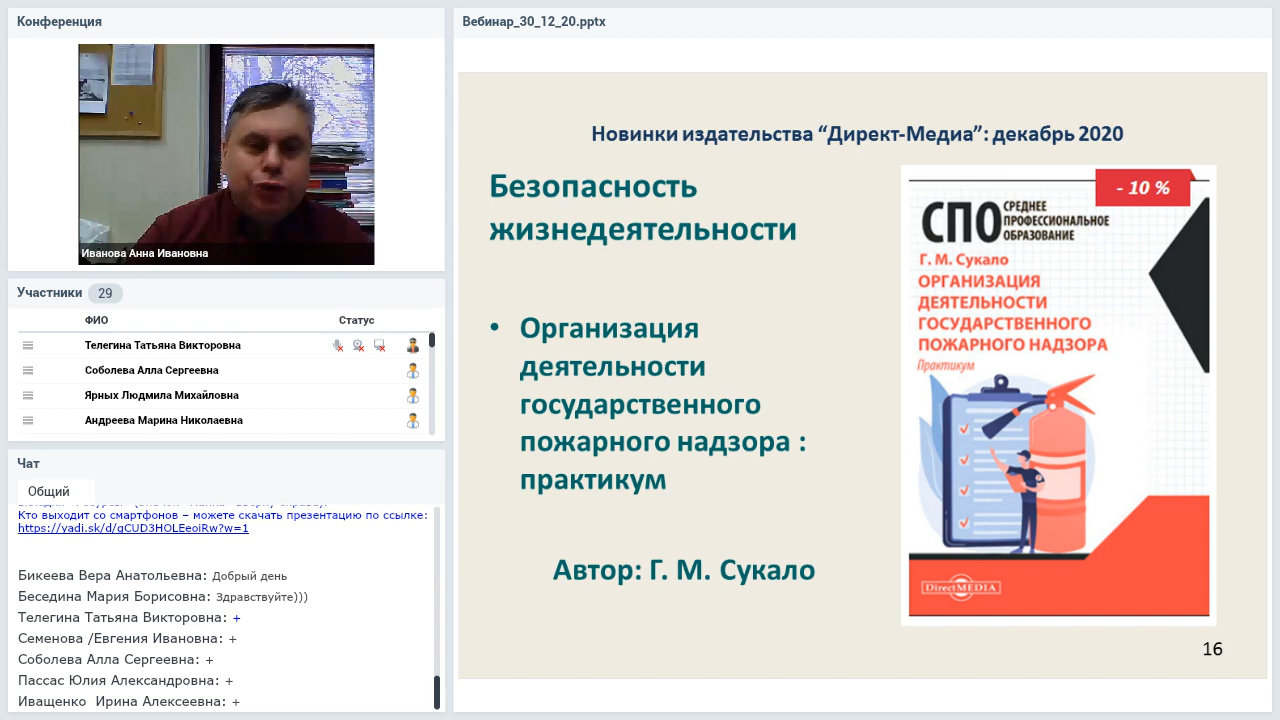 Конференция
Иванова Анна Ивановна
Участники 29
ФИО Статус
Телегина Татьяна Викторовна
Соболева Алла Сергеевна
Ярных Людмила Михайловна
Андреева Марина Николаевна
Чат
Общий
Кто выходит со смартфонов – можете скачать презентацию по ссылке:
https://yadi.sk/d/gCUD3HOLEeoiRw?w=1
Бикеева Вера Анатольевна: Добрый день
Беседина Мария Борисовна: Здравствуйте)))
Телегина Татьяна Викторовна: +
Семенова /Евгения Ивановна: +
Соболева Алла Сергеевна: +
Пассас Юлия Александровна: +
Иващенко Ирина Алексеевна: +
Вебинар_30_12_20.pptx
Новинки издательства “Директ-Медиа”: декабрь 2020
Безопасность
жизнедеятельности
• Организация
деятельности
государственного
пожарного надзора :
практикум
Автор: Г. М. Сукало
- 10 %
СПО
СРЕДНЕЕ
ПРОФЕССИОНАЛЬНОЕ
ОБРАЗОВАНИЕ
Г. М. Сукало
ОРГАНИЗАЦИЯ
ДЕЯТЕЛЬНОСТИ
ГОСУДАРСТВЕННОГО
ПОЖАРНОГО НАДЗОРА
Практикум
DirectMEDIA
16